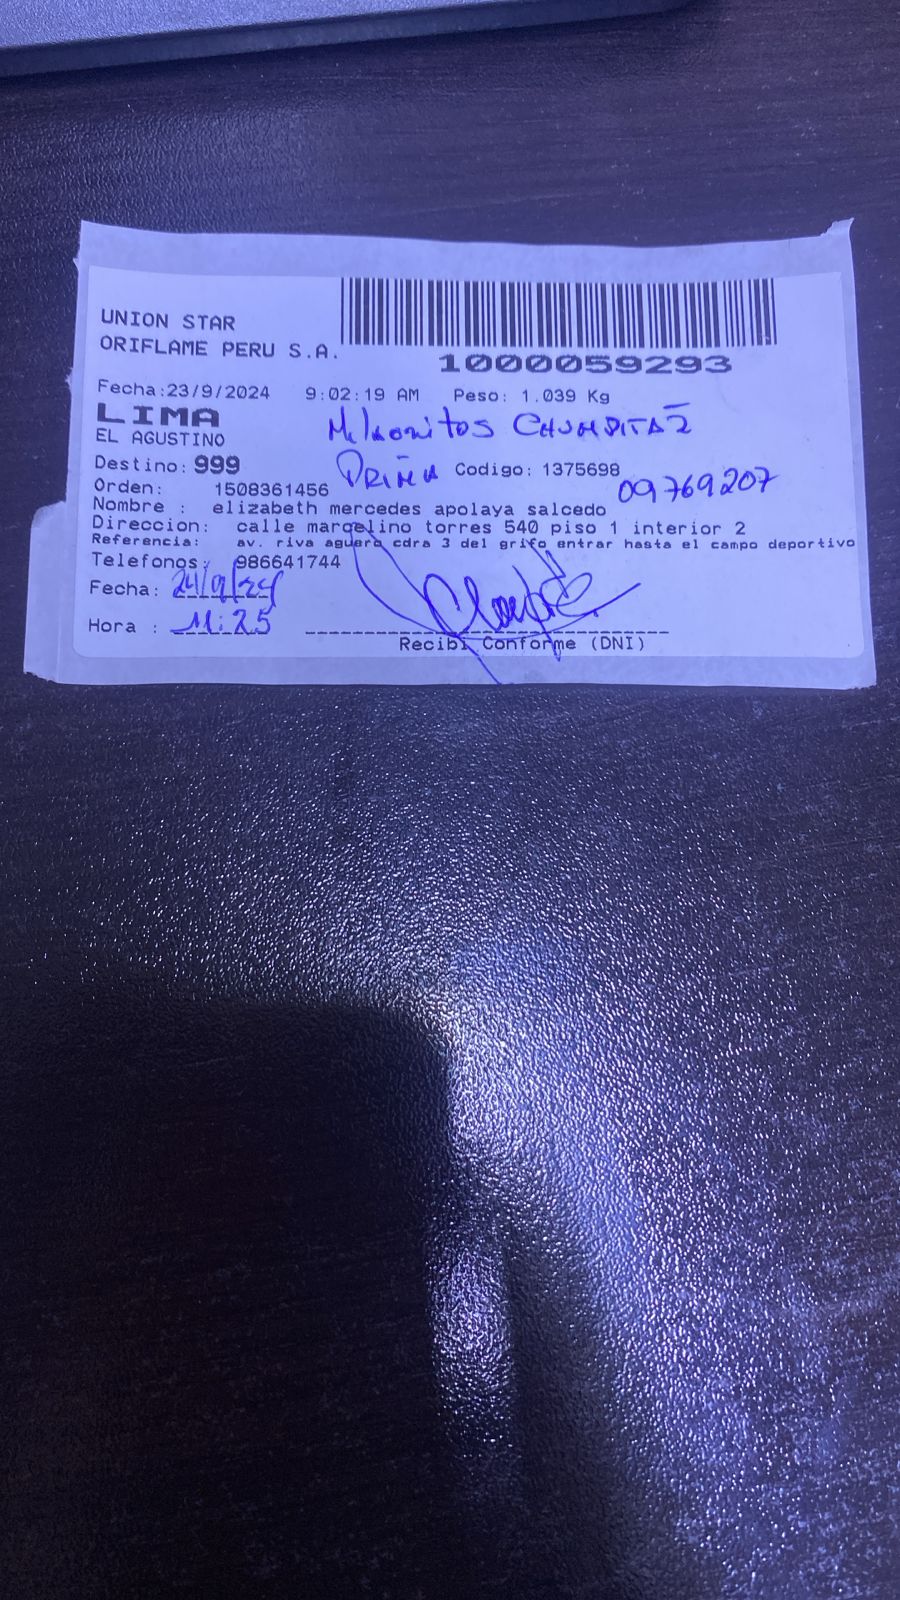 UNION STAR
ORIFLAME PERU S.A.
1000059293
Fecha:23/9/2024 9:02:19 AM Peso: 1.039 Kg
LIMA
EL AGUSTINO
CHUMPITAZ
Destino: 999
Codigo: 1375698
09769207
Orden: 1508361456
Nombre : elizabeth mercedes apolaya salcedo
Direccion: calle marcelino torres 540 piso 1 interior 2
Referencia: av. riva aguero cdra 3 del grifo entrar hasta el campo deportivo
Telefonos: 986641744
Fecha: 24/9/24
Hora : 11:25
Recibi Conforme (DNI)